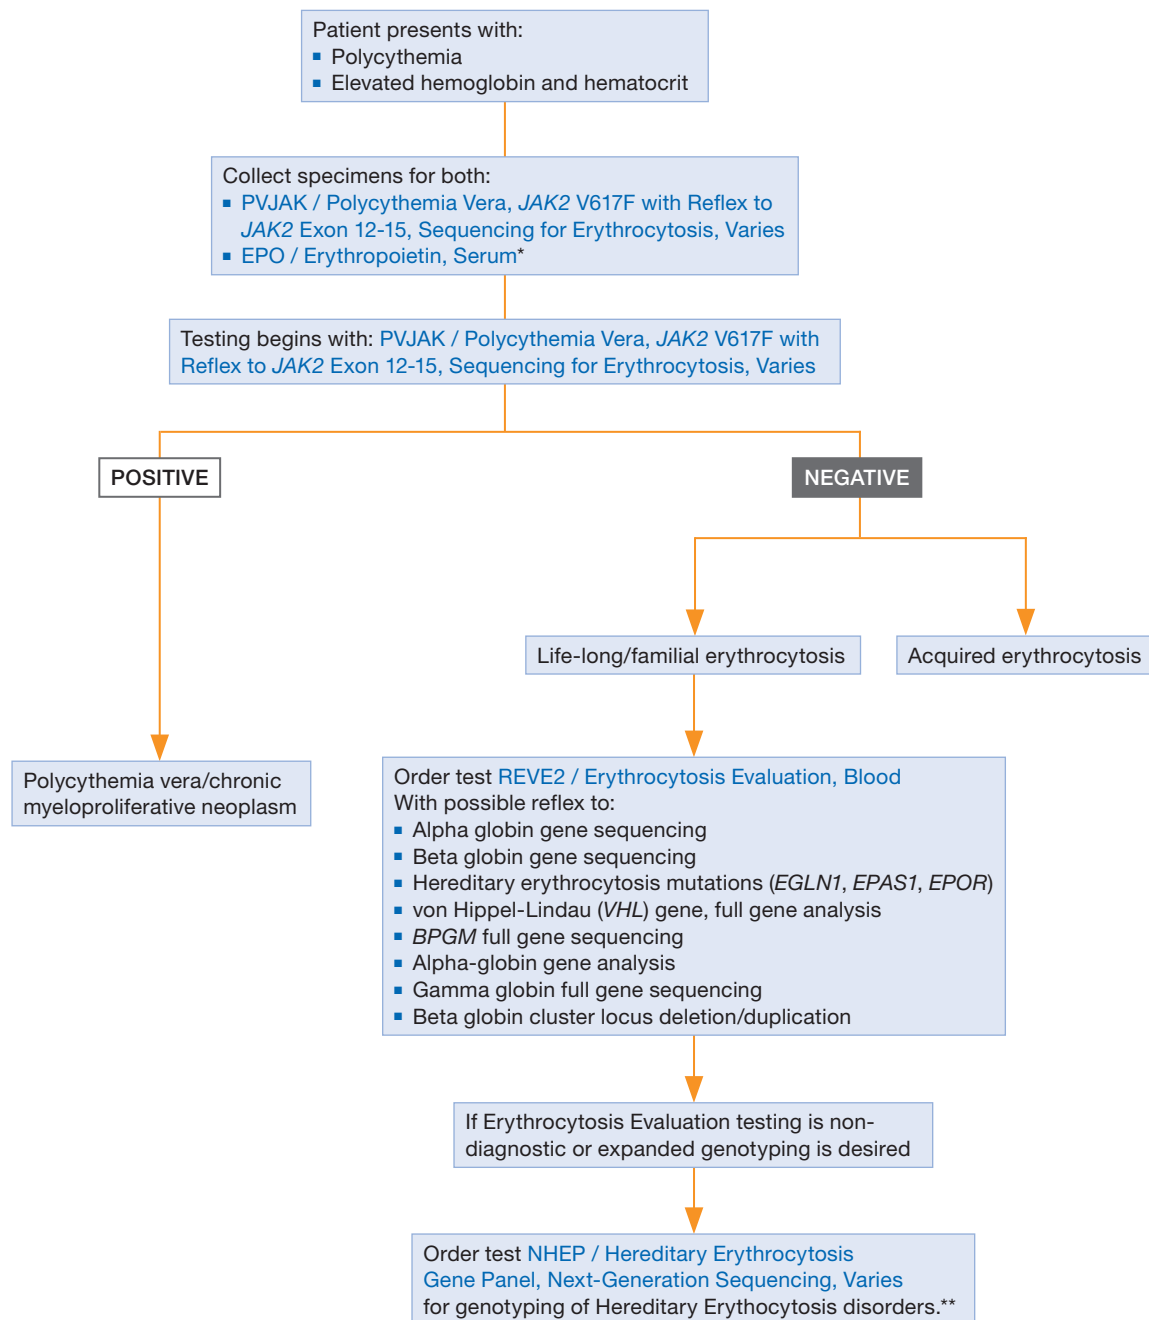 Patient presents with:
▪ Polycythemia
▪ Elevated hemoglobin and hematocrit
Collect specimens for both:
▪ PVJAK / Polycythemia Vera, JAK2 V617F with Reflex to
JAK2 Exon 12-15, Sequencing for Erythrocytosis, Varies
▪ EPO / Erythropoietin, Serum*
Testing begins with: PVJAK / Polycythemia Vera, JAK2 V617F with
Reflex to JAK2 Exon 12-15, Sequencing for Erythrocytosis, Varies
POSITIVE
NEGATIVE
Life-long/familial erythrocytosis
Acquired erythrocytosis
Polycythemia vera/chronic
myeloproliferative neoplasm
Order test REVE2 / Erythrocytosis Evaluation, Blood
With possible reflex to:
▪ Alpha globin gene sequencing
▪ Beta globin gene sequencing
▪ Hereditary erythrocytosis mutations (EGLN1, EPAS1, EPOR)
▪ von Hippel-Lindau (VHL) gene, full gene analysis
▪ BPGM full gene sequencing
▪ Alpha-globin gene analysis
▪ Gamma globin full gene sequencing
▪ Beta globin cluster locus deletion/duplication
If Erythrocytosis Evaluation testing is non-
diagnostic or expanded genotyping is desired
Order test NHEP / Hereditary Erythrocytosis
Gene Panel, Next-Generation Sequencing, Varies
for genotyping of Hereditary Erythocytosis disorders.**